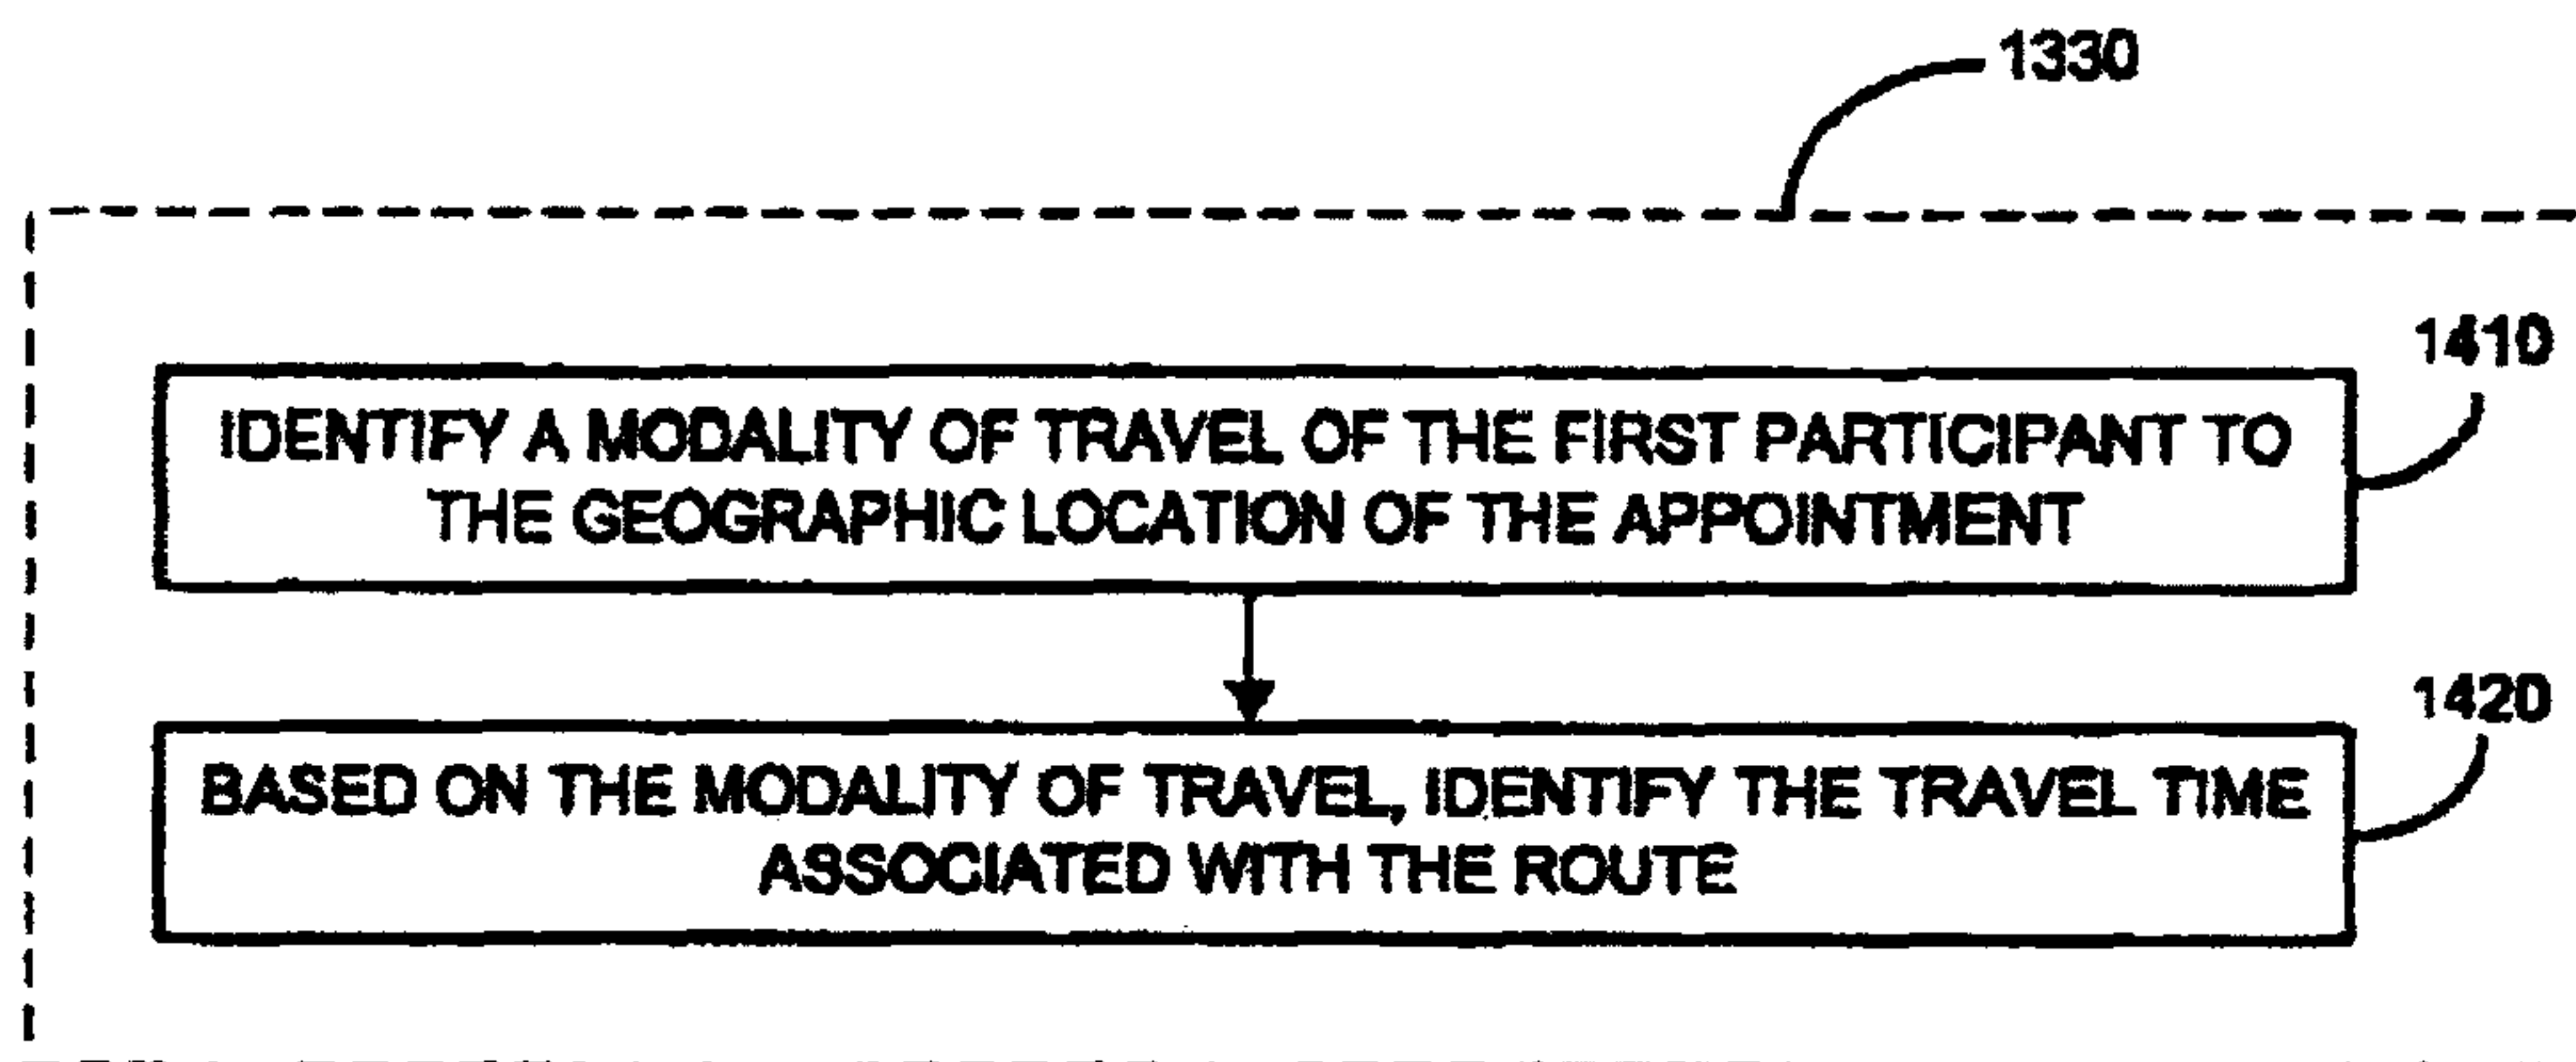 1330
1410
IDENTIFY A MODALITY OF TRAVEL OF THE FIRST PARTICIPANT TO
THE GEOGRAPHIC LOCATION OF THE APPOINTMENT
1420
BASED ON THE MODALITY OF TRAVEL, IDENTIFY THE TRAVEL TIME
ASSOCIATED WITH THE ROUTE